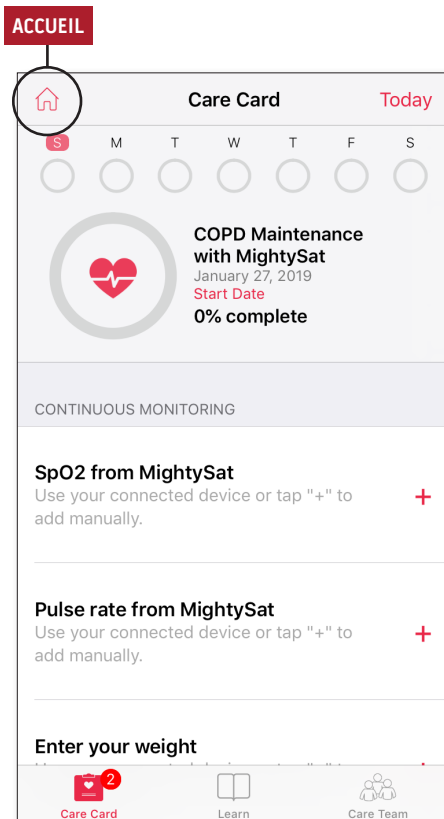 ACCUEIL
Care Card
Today
S M T W T F S
COPD Maintenance
with MightySat
January 27, 2019
Start Date
0% complete
CONTINUOUS MONITORING
SpO2 from MightySat
Use your connected device or tap "+" to
add manually.
+
Pulse rate from MightySat
Use your connected device or tap "+" to
add manually.
+
Enter your weight
2
Care Card
Learn
Care Team